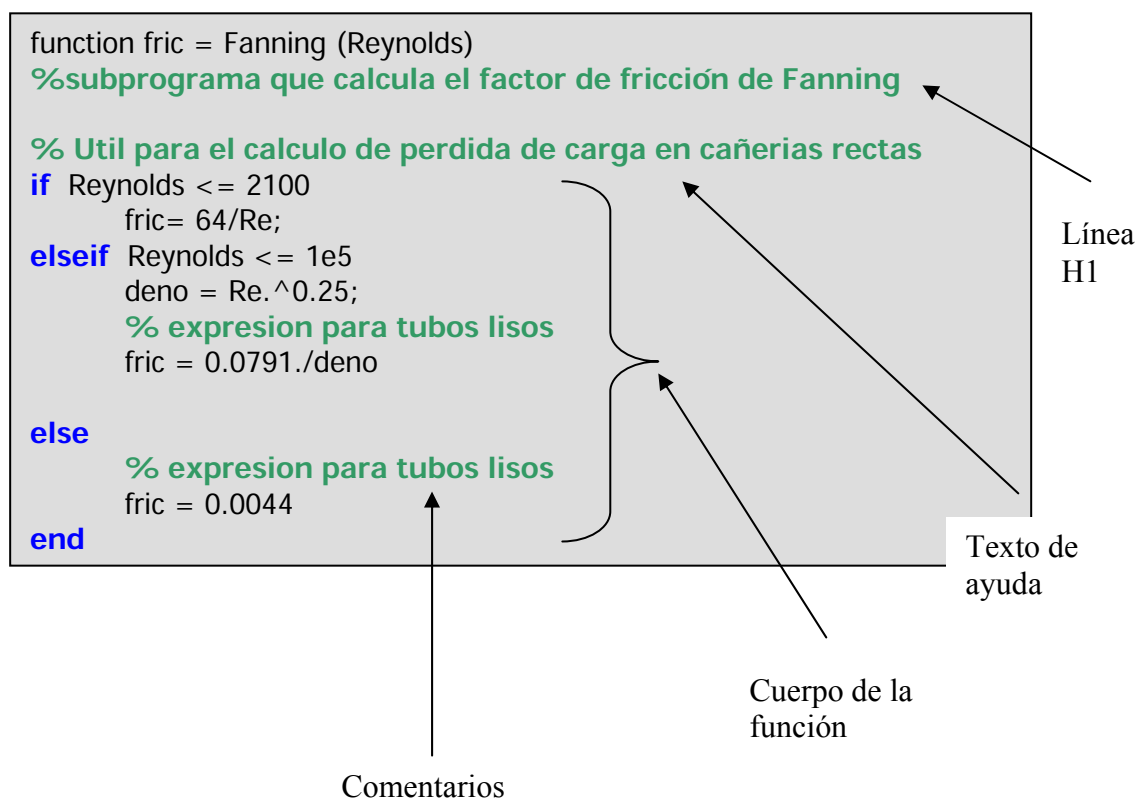 function fric = Fanning (Reynolds)
%subprograma que calcula el factor de fricción de Fanning
% Util para el calculo de perdida de carga en cañerias rectas
if Reynolds <= 2100
fric= 64/Re;
elseif Reynolds <= 1e5
deno = Re.^0.25;
% expresion para tubos lisos
fric = 0.0791./deno
else
% expresion para tubos lisos
fric = 0.0044
end
Línea
H1
Texto de
ayuda
Cuerpo de la
función
Comentarios